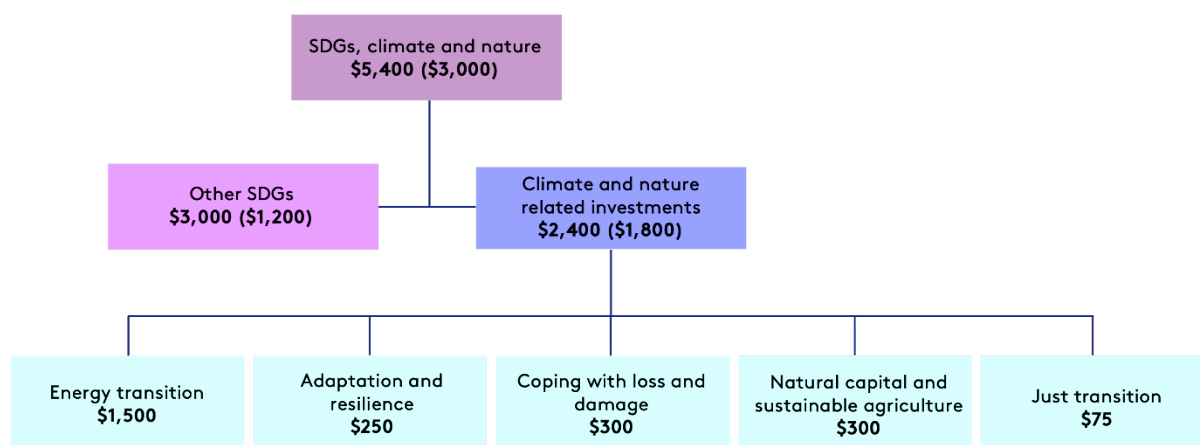 SDGs, climate and nature
$5,400 ($3,000)
Other SDGs
$3,000 ($1,200)
Climate and nature
related investments
$2,400 ($1,800)
Energy transition
$1,500
Adaptation and
resilience
$250
Coping with loss and
damage
$300
Natural capital and
sustainable agriculture
$300
Just transition
$75